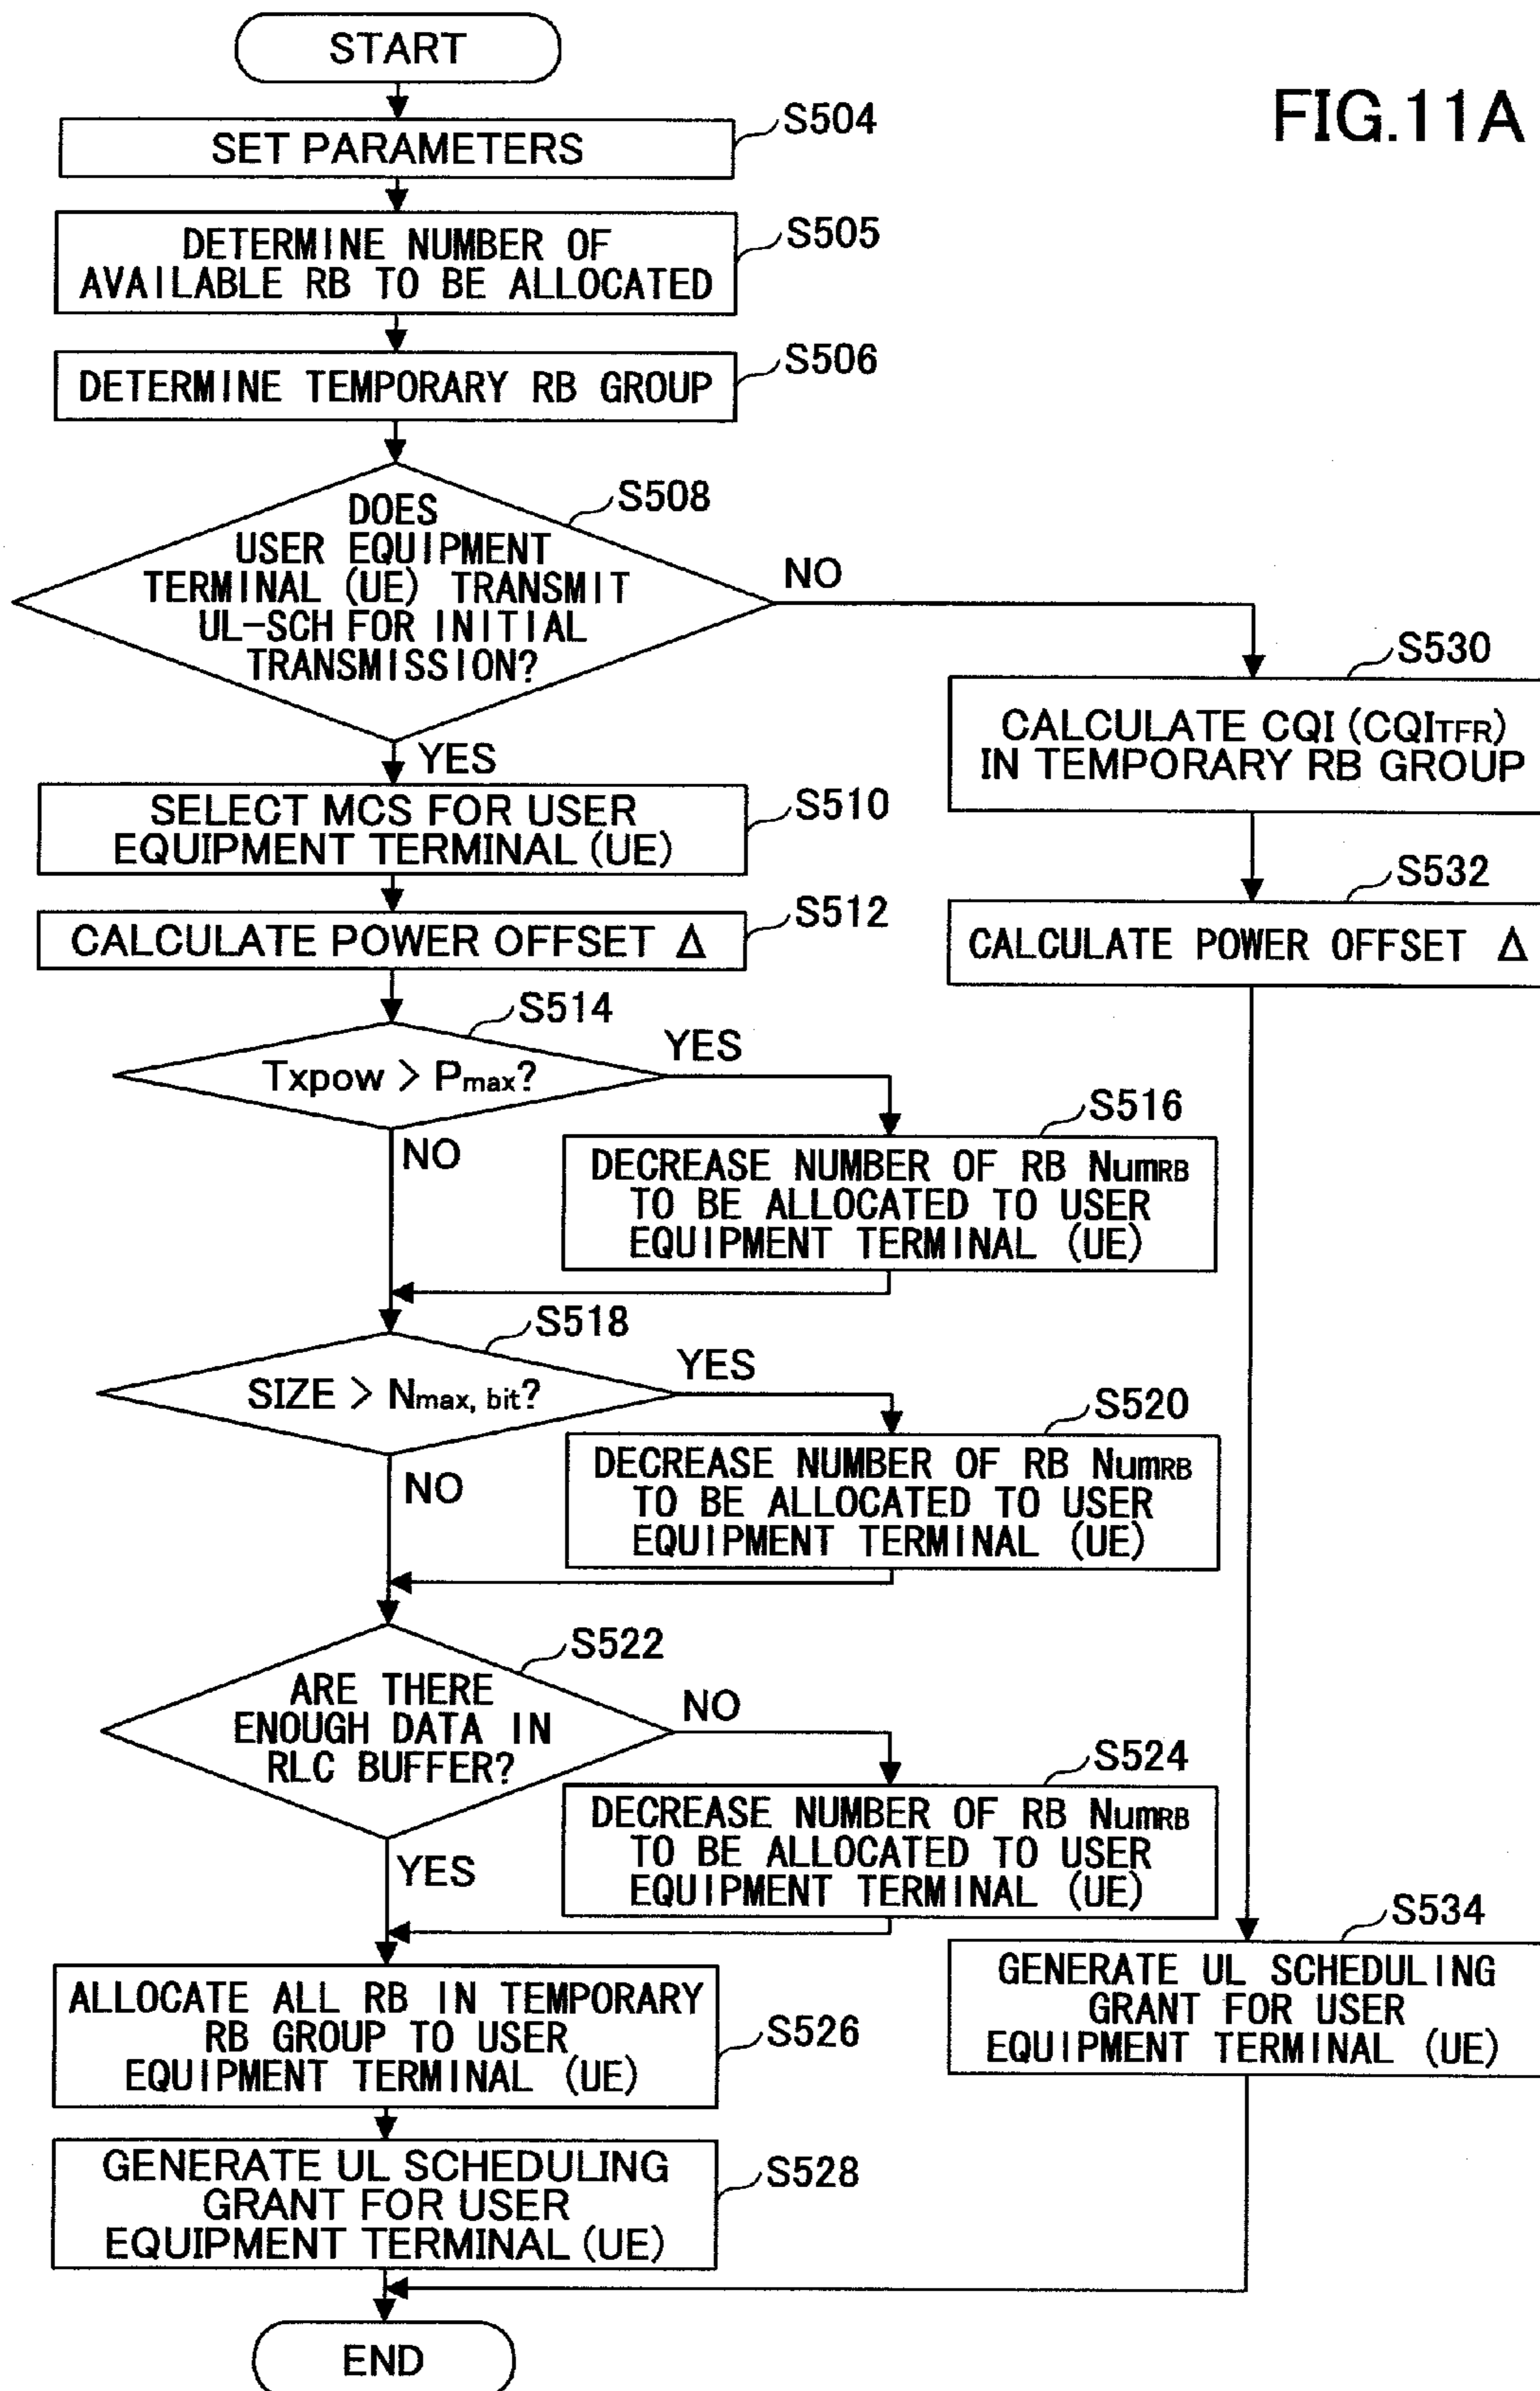 START
FIG.11A
S504
SET PARAMETERS
S505
DETERMINE NUMBER OF
AVAILABLE RB TO BE ALLOCATED
S506
DETERMINE TEMPORARY RB GROUP
S508
DOES
USER EQUIPMENT
TERMINAL (UE) TRANSMIT
UL-SCH FOR INITIAL
TRANSMISSION?
NO
YES
S530
CALCULATE CQI (CQITFR)
IN TEMPORARY RB GROUP
S510
SELECT MCS FOR USER
EQUIPMENT TERMINAL (UE)
S532
CALCULATE POWER OFFSET Δ
S512
CALCULATE POWER OFFSET Δ
S514
Txpow > Pmax?
YES
NO
S516
DECREASE NUMBER OF RB NumRB
TO BE ALLOCATED TO USER
EQUIPMENT TERMINAL (UE)
S518
SIZE > Nmax, bit?
YES
NO
S520
DECREASE NUMBER OF RB NumRB
TO BE ALLOCATED TO USER
EQUIPMENT TERMINAL (UE)
S522
ARE THERE
ENOUGH DATA IN
RLC BUFFER?
NO
YES
S524
DECREASE NUMBER OF RB NumRB
TO BE ALLOCATED TO USER
EQUIPMENT TERMINAL (UE)
S534
GENERATE UL SCHEDULING
GRANT FOR USER
EQUIPMENT TERMINAL (UE)
S526
ALLOCATE ALL RB IN TEMPORARY
RB GROUP TO USER
EQUIPMENT TERMINAL (UE)
S528
GENERATE UL SCHEDULING
GRANT FOR USER
EQUIPMENT TERMINAL (UE)
END